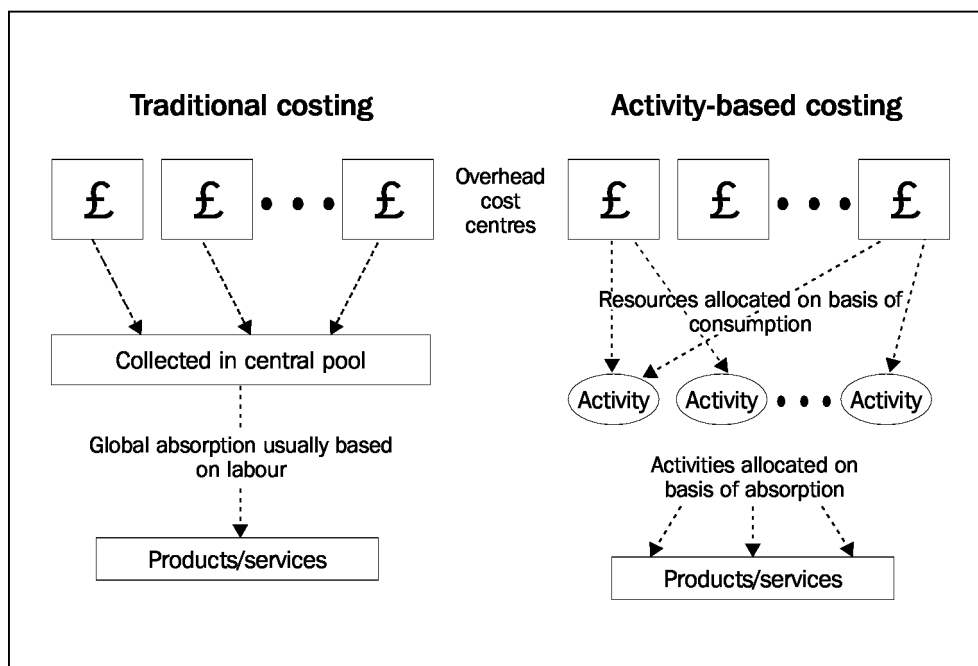 Traditional costing
£ £ £
Collected in central pool
Global absorption usually based
on labour
Products/services
Overhead
cost
centres
Activity-based costing
£ £ £
Resources allocated on basis of
consumption
Activity Activity Activity
Activities allocated on
basis of absorption
Products/services